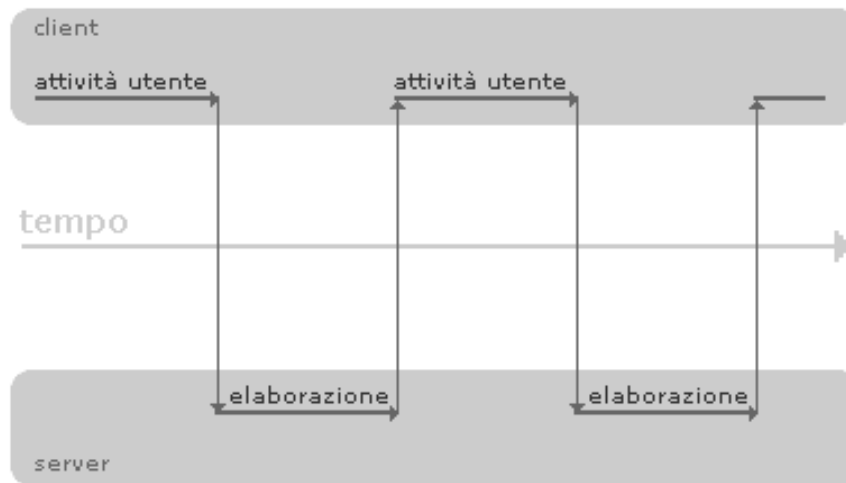 client
attività utente
attività utente
tempo
elaborazione
elaborazione
server